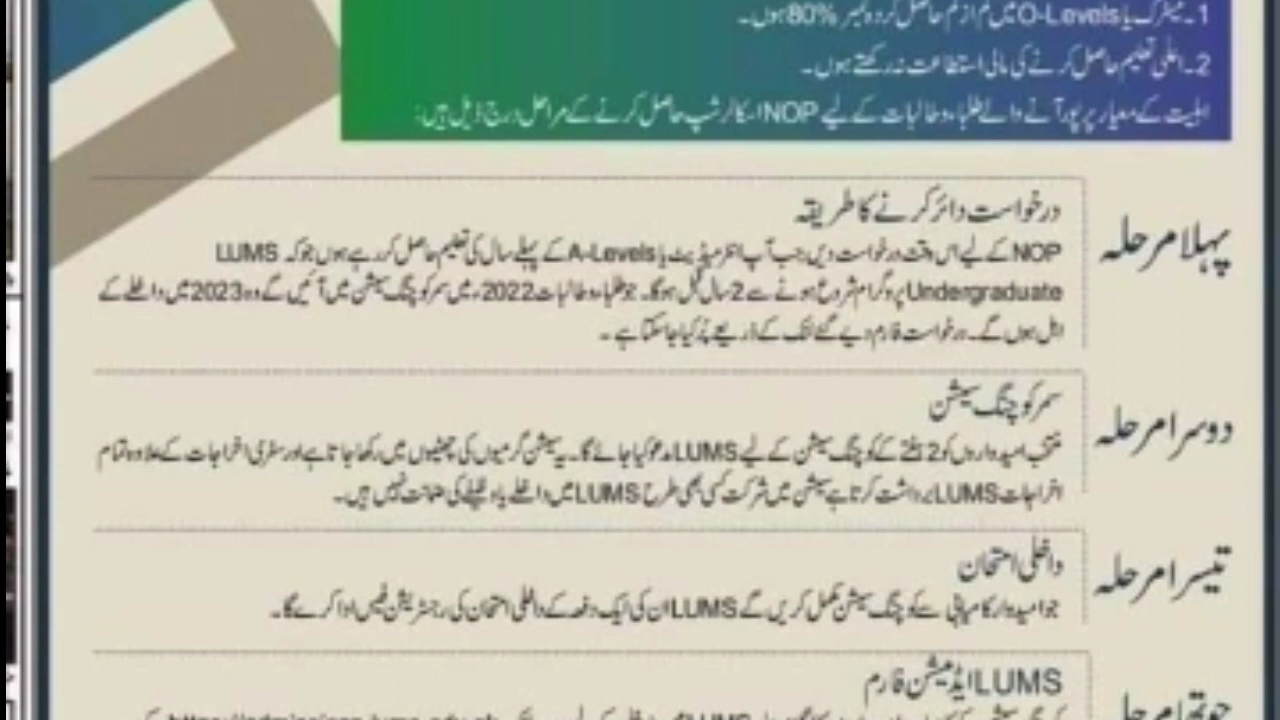 1۔ میٹرک یا O-Levels میں کم از کم حاصل کردہ نمبر 80% ہوں۔
2۔ اعلیٰ تعلیم حاصل کرنے کی مالی استطاعت نہ رکھتے ہوں۔
اہلیت کے معیار پر پورا آنے والے طلباء و طالبات کے لیے NOP اسکالرشپ حاصل کرنے کے مراحل درج ذیل ہیں:
پہلا مرحلہ
درخواست دائر کرنے کا طریقہ
NOP کے لیے اس وقت درخواست دیں جب آپ انٹرمیڈیٹ یا A-Levels کے پہلے سال کی تعلیم حاصل کر رہے ہوں جو کہ LUMS
Undergraduate پروگرام شروع ہونے سے 2 سال قبل ہوگا۔ جو طلباء و طالبات 2022ء میں سمر کوچنگ سیشن میں آئیں گے وہ 2023 میں داخلے کے
اہل ہوں گے۔ درخواست فارم دیے گئے لنک کے ذریعے پُر کیا جا سکتا ہے۔
دوسرا مرحلہ
سمر کوچنگ سیشن
منتخب امیدواروں کو 2 ہفتے کے کوچنگ سیشن کے لیے LUMS مدعو کیا جائے گا۔ یہ سیشن گرمیوں کی چھٹیوں میں رکھا جاتا ہے اور سفری اخراجات کے علاوہ تمام
اخراجات LUMS برداشت کرتا ہے سیشن میں شرکت کسی بھی طرح LUMS میں داخلے یا وظیفے کی ضمانت نہیں ہیں۔
تیسرا مرحلہ
داخلی امتحان
جو امیدوار کامیابی سے کوچنگ سیشن مکمل کریں گے LUMS ان کی ایک دفعہ کے داخلی امتحان کی رجسٹریشن فیس ادا کرے گا۔
چوتھا مرحلہ
LUMS ایڈمیشن فارم